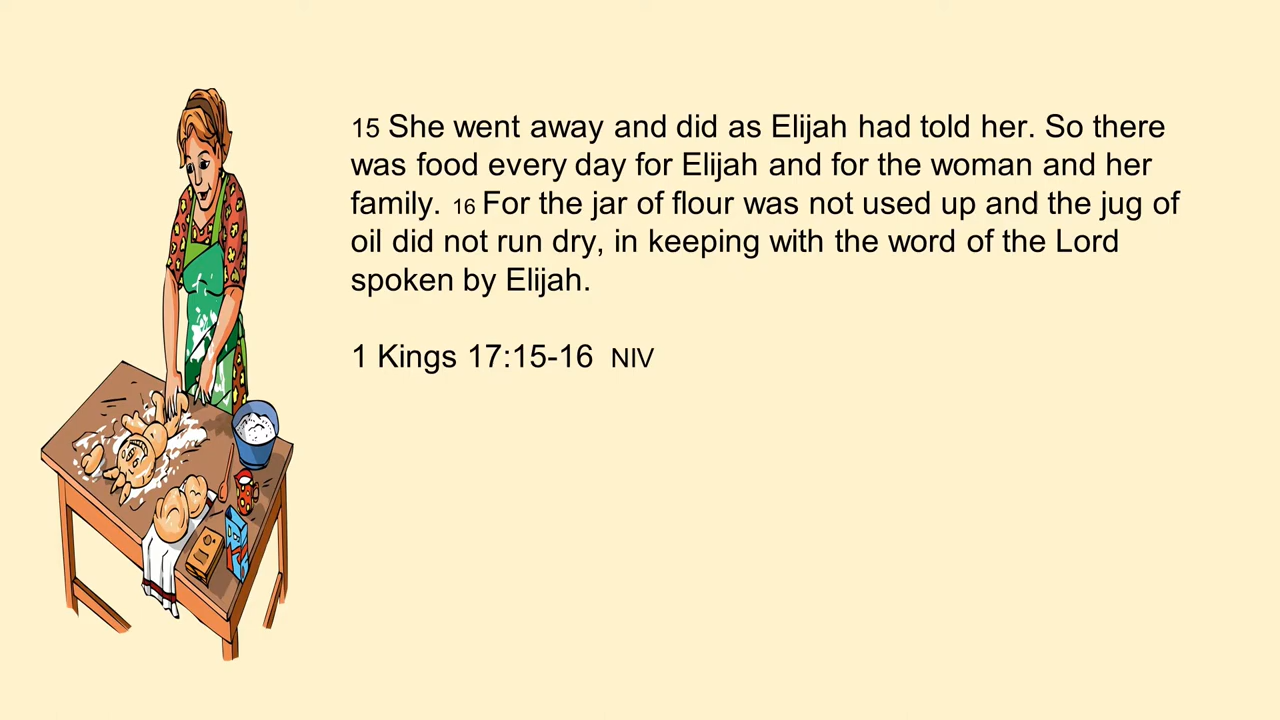 15 She went away and did as Elijah had told her. So there
was food every day for Elijah and for the woman and her
family. 16 For the jar of flour was not used up and the jug of
oil did not run dry, in keeping with the word of the Lord
spoken by Elijah.
1 Kings 17:15-16 NIV